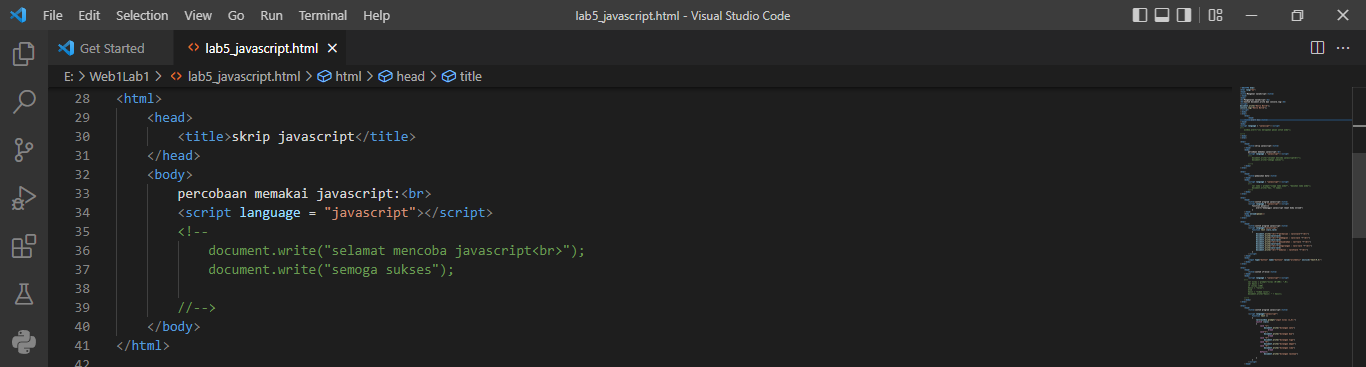 File Edit Selection View Go Run Terminal Help lab5_javascript.html - Visual Studio Code
Get Started lab5_javascript.html
E: > Web1Lab1 > lab5_javascript.html > html > head > title
28 <html>
29 <head>
30 <title>skrip javascript</title>
31 </head>
32 <body>
33 percobaan memakai javascript:<br>
34 <script language = "javascript"></script>
35 <!--
36 document.write("selamat mencoba javascript<br>");
37 document.write("semoga sukses");
38
39 //-->
40 </body>
41 </html>
42